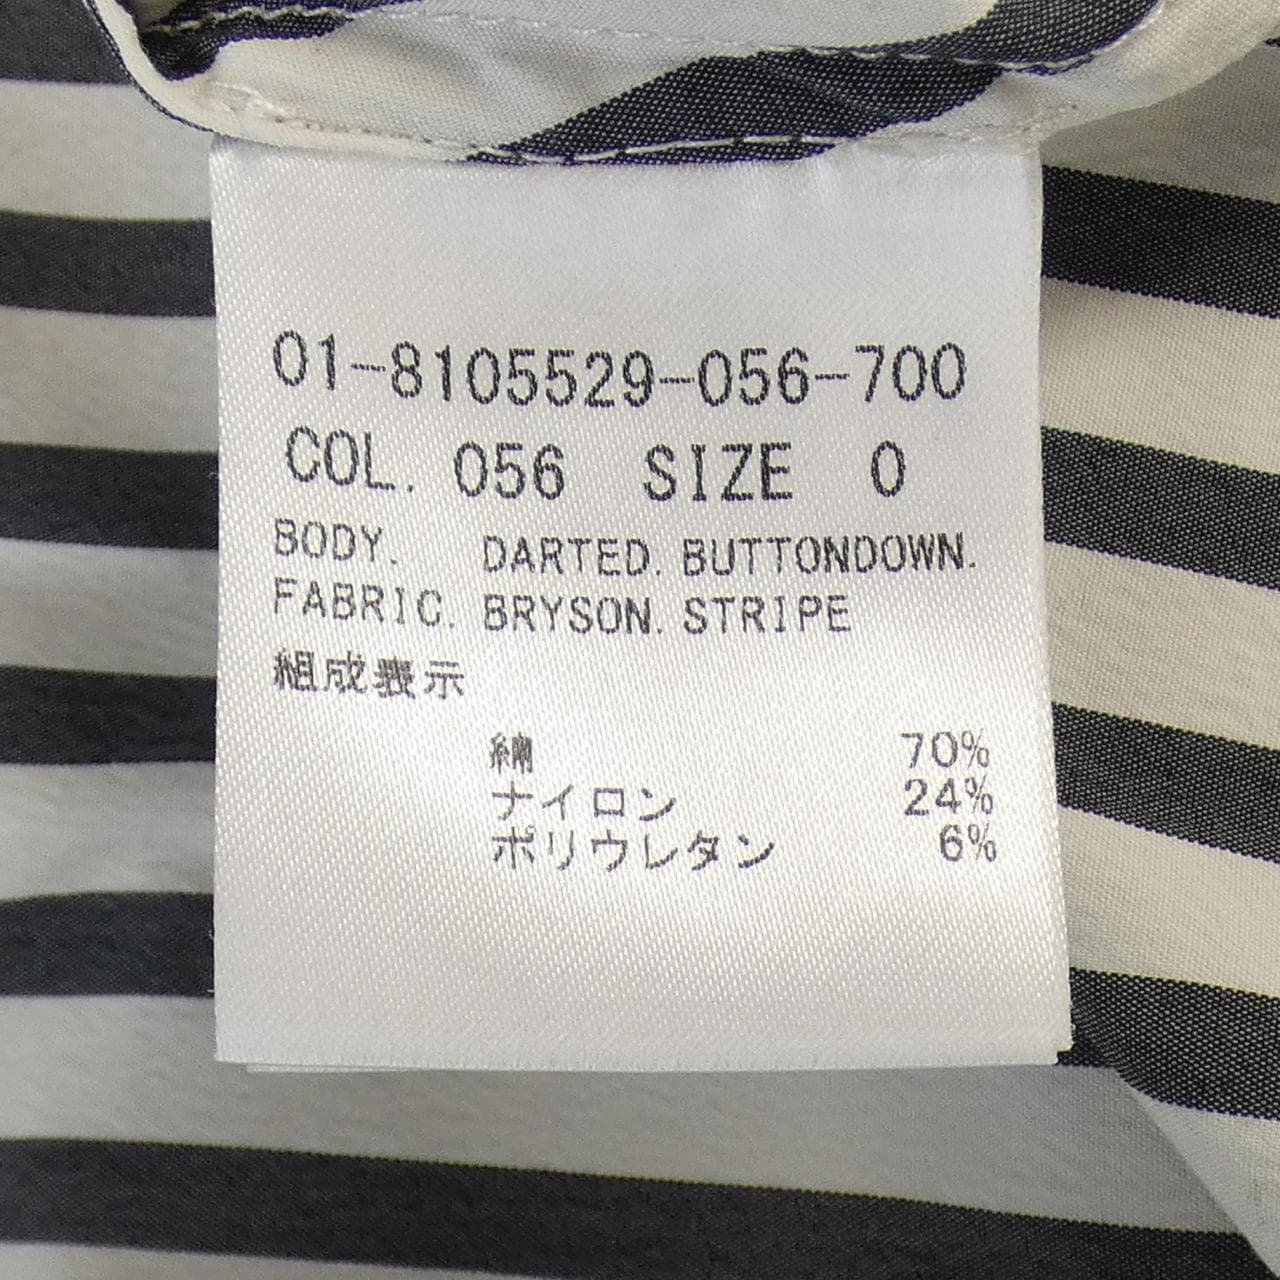 01-8105529-056-700
COL. 056 SIZE 0
BODY. DARTED. BUTTONDOWN.
FABRIC. BRYSON. STRIPE
組成表示
綿 70%
ナイロン 24%
ポリウレタン 6%